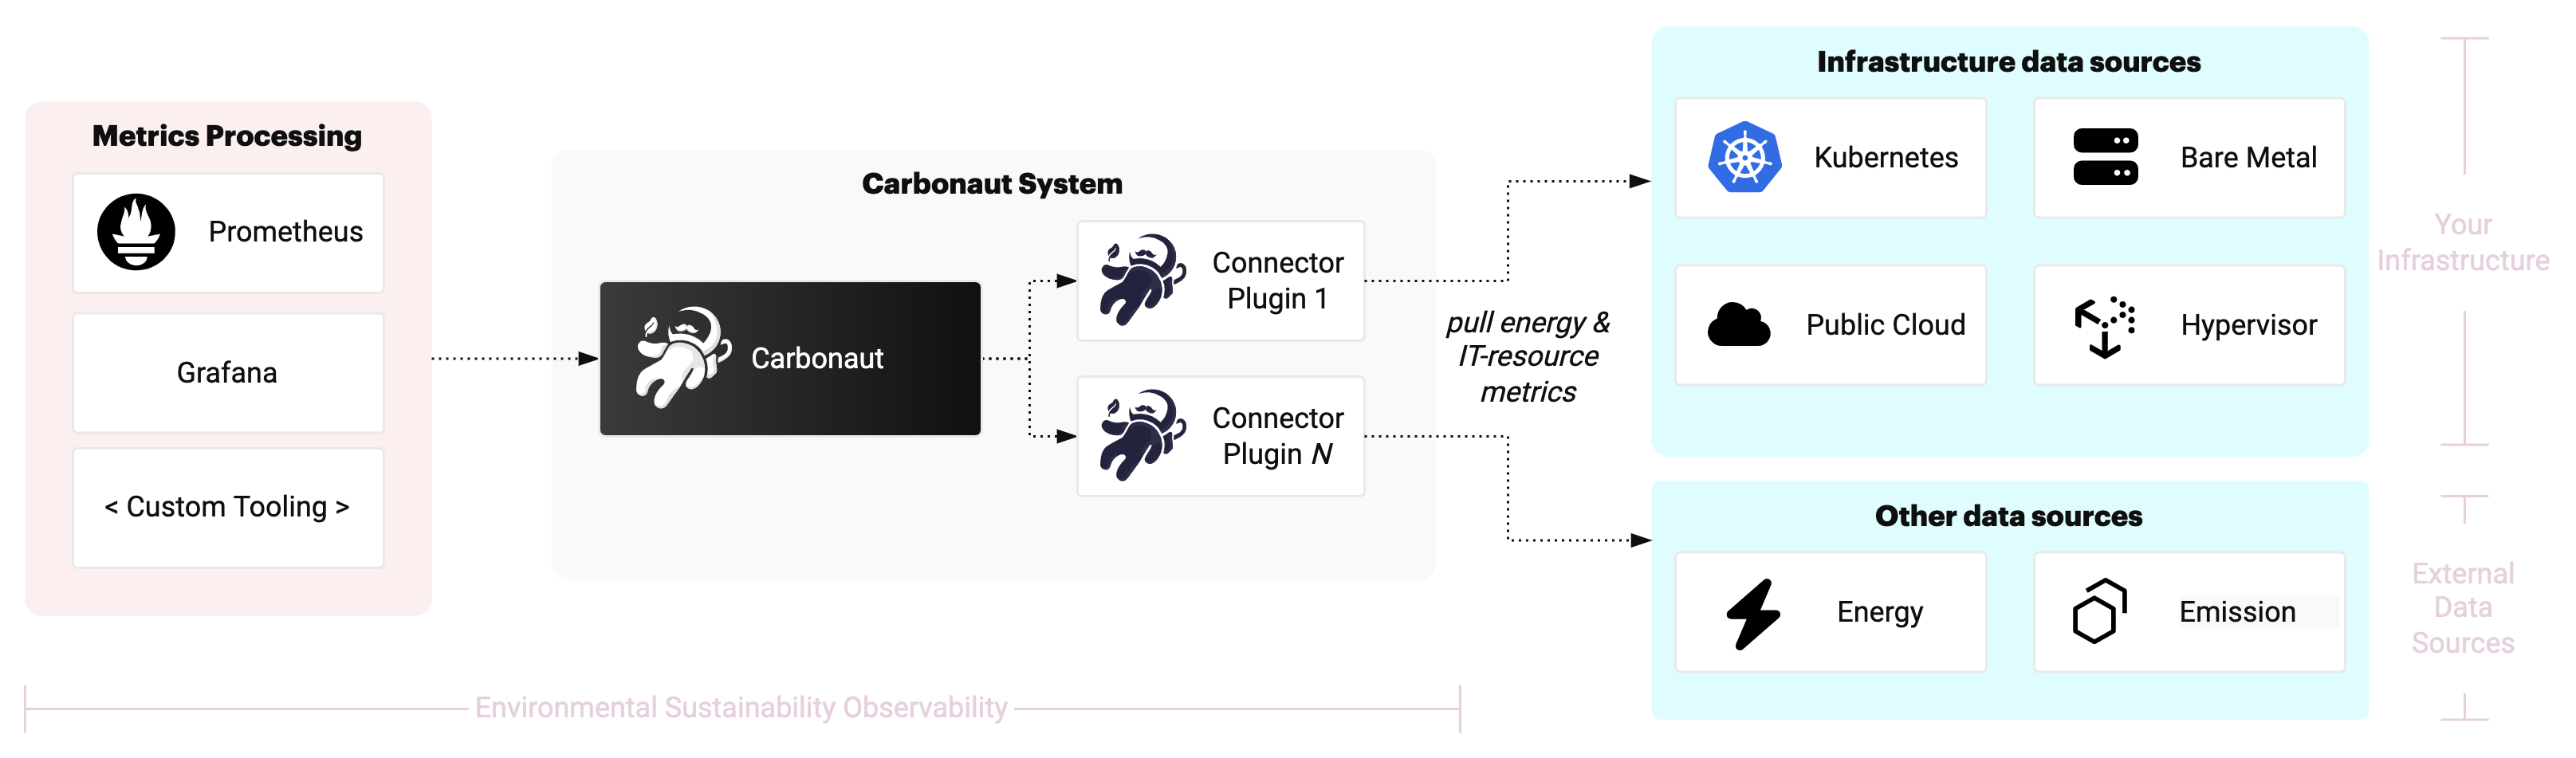 Metrics Processing
Prometheus
Grafana
< Custom Tooling >
Carbonaut System
Carbonaut
Connector
Plugin 1
Connector
Plugin N
pull energy &
IT-resource
metrics
Infrastructure data sources
Kubernetes
Bare Metal
Public Cloud
Hypervisor
Other data sources
Energy
Emission
Your
Infrastructure
External
Data
Sources
Environmental Sustainability Observability